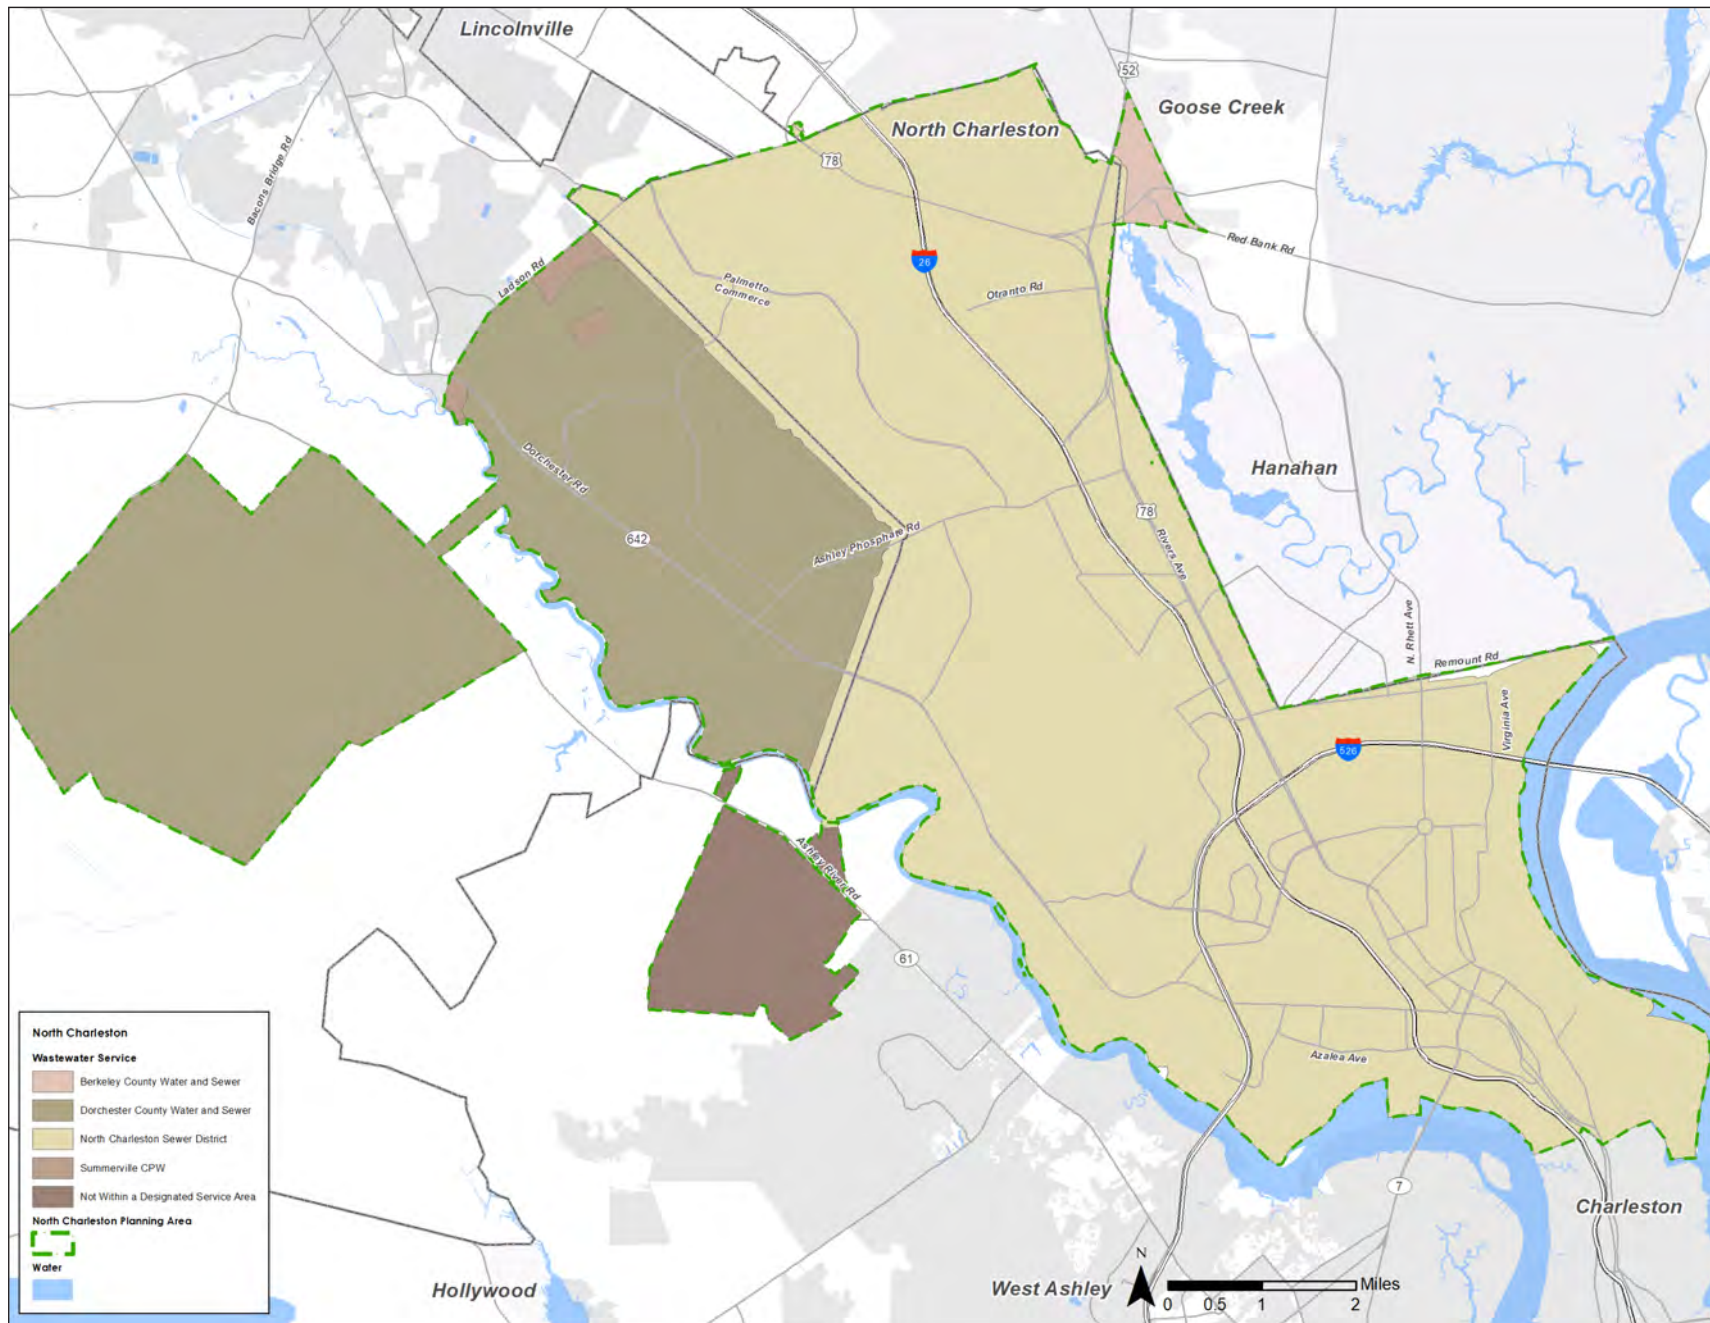 Lincolnville
52
Goose Creek
North Charleston
78
Bacons Bridge Rd
Red Bank Rd
26
Ladson Rd
Palmetto
Commerce
Otranto Rd
Hanahan
Dorchester Rd
78
642
Ashley Phosphate Rd
Rivers Ave
N. Rhett Ave
Remount Rd
Virginia Ave
526
Ashley River Rd
61
Azalea Ave
7
Charleston
Hollywood
West Ashley
N
Miles
0 0.5 1 2
North Charleston
Wastewater Service
Berkeley County Water and Sewer
Dorchester County Water and Sewer
North Charleston Sewer District
Summerville CPW
Not Within a Designated Service Area
North Charleston Planning Area
Water